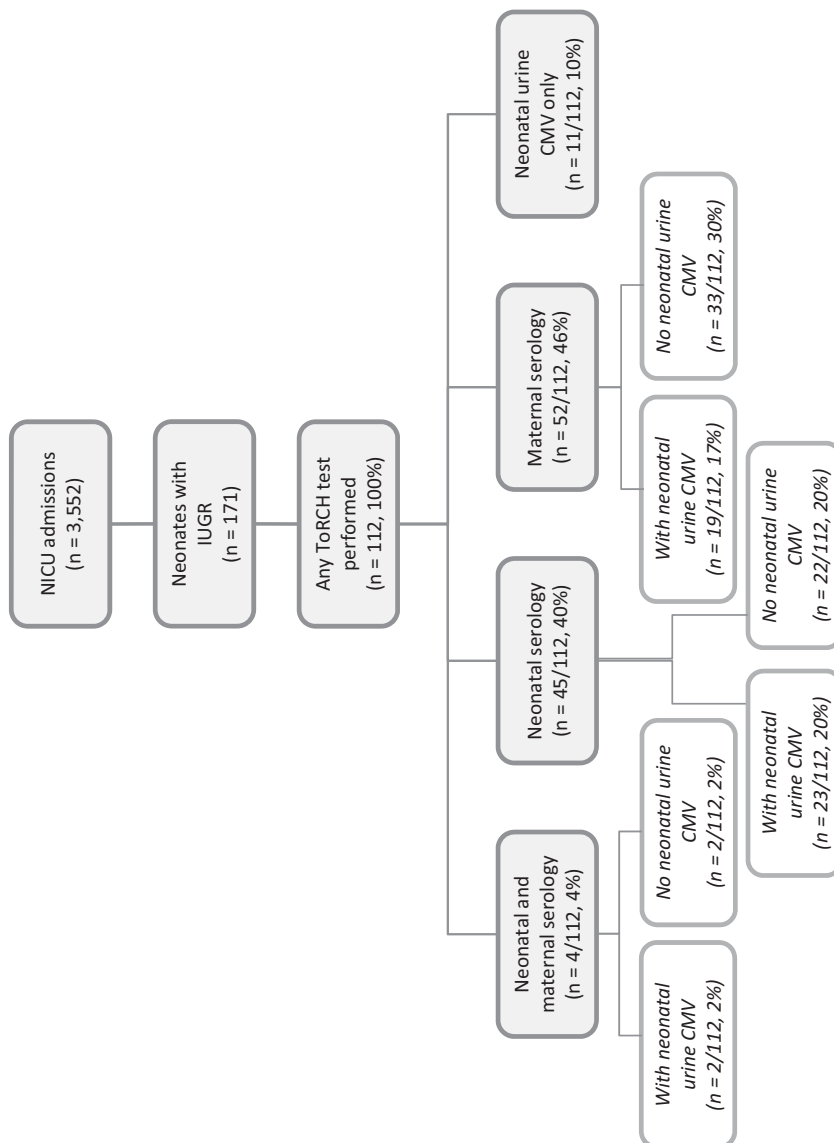 NICU admissions
(n = 3,552)
Neonates with
IUGR
(n = 171)
Any ToRCH test
performed
(n = 112, 100%)
Neonatal and
maternal serology
(n = 4/112, 4%)
Neonatal serology
(n = 45/112, 40%)
Maternal serology
(n = 52/112, 46%)
Neonatal urine
CMV only
(n = 11/112, 10%)
With neonatal
urine CMV
(n = 2/112, 2%)
No neonatal urine
CMV
(n = 2/112, 2%)
With neonatal
urine CMV
(n = 23/112, 20%)
No neonatal urine
CMV
(n = 22/112, 20%)
With neonatal
urine CMV
(n = 19/112, 17%)
No neonatal urine
CMV
(n = 33/112, 30%)